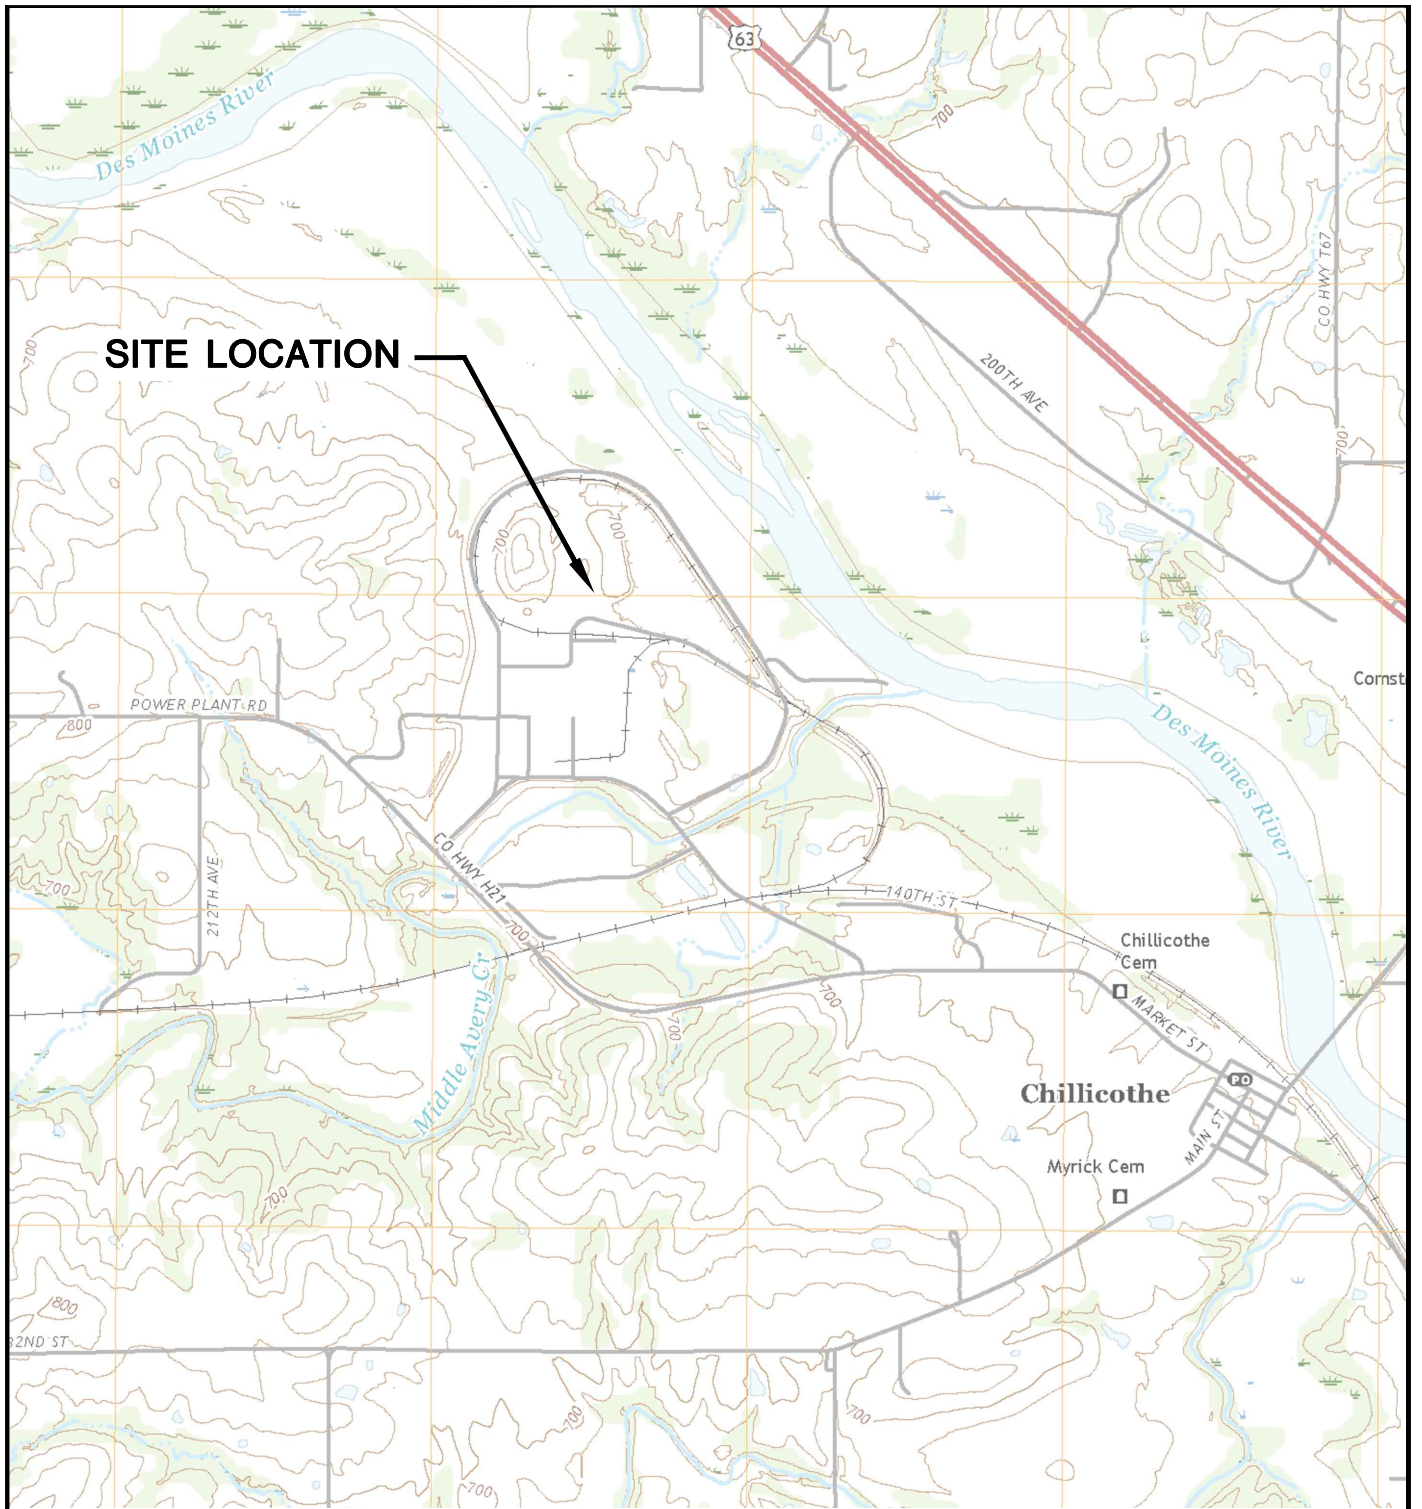 63
Des Moines River
700
CO HWY T67
700
SITE LOCATION
200TH AVE
700
700
700
POWER PLANT RD
800
Cornst
Des Moines River
CO HWY H21
212TH AVE
700
140TH ST
700
Chillicothe
Cem
Middle Avery Cr
700
MARKET ST
700
Chillicothe
PO
MAIN ST
Myrick Cem
700
800
32ND ST
700
700
700